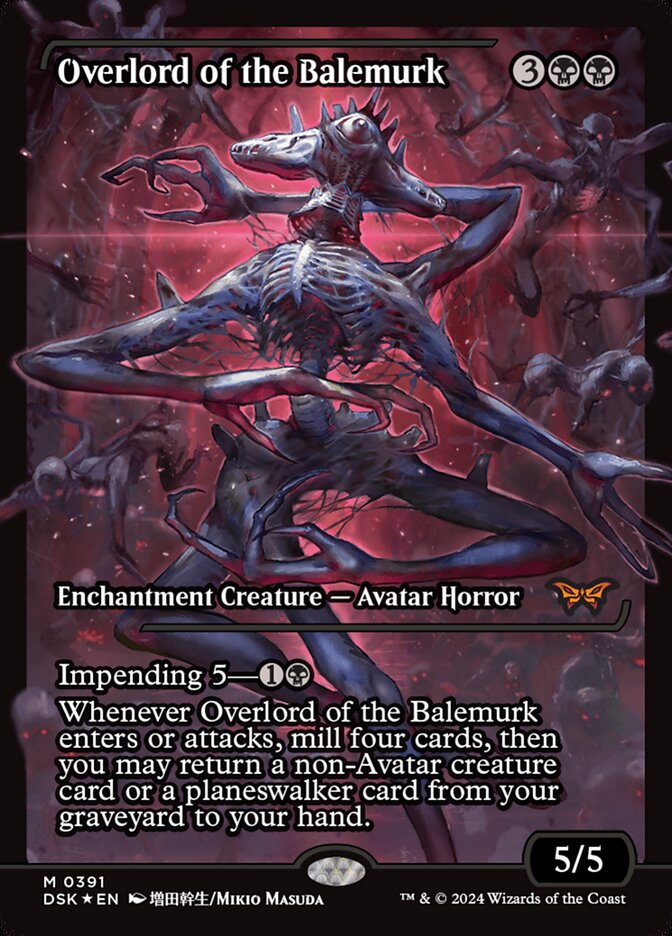 Overlord of the Balemurk 3
Enchantment Creature — Avatar Horror
Impending 5—1
Whenever Overlord of the Balemurk
enters or attacks, mill four cards, then
you may return a non-Avatar creature
card or a planeswalker card from your
graveyard to your hand.
5/5
M 0391
DSK★EN 増田幹生/Mikio Masuda ™ & © 2024 Wizards of the Coast